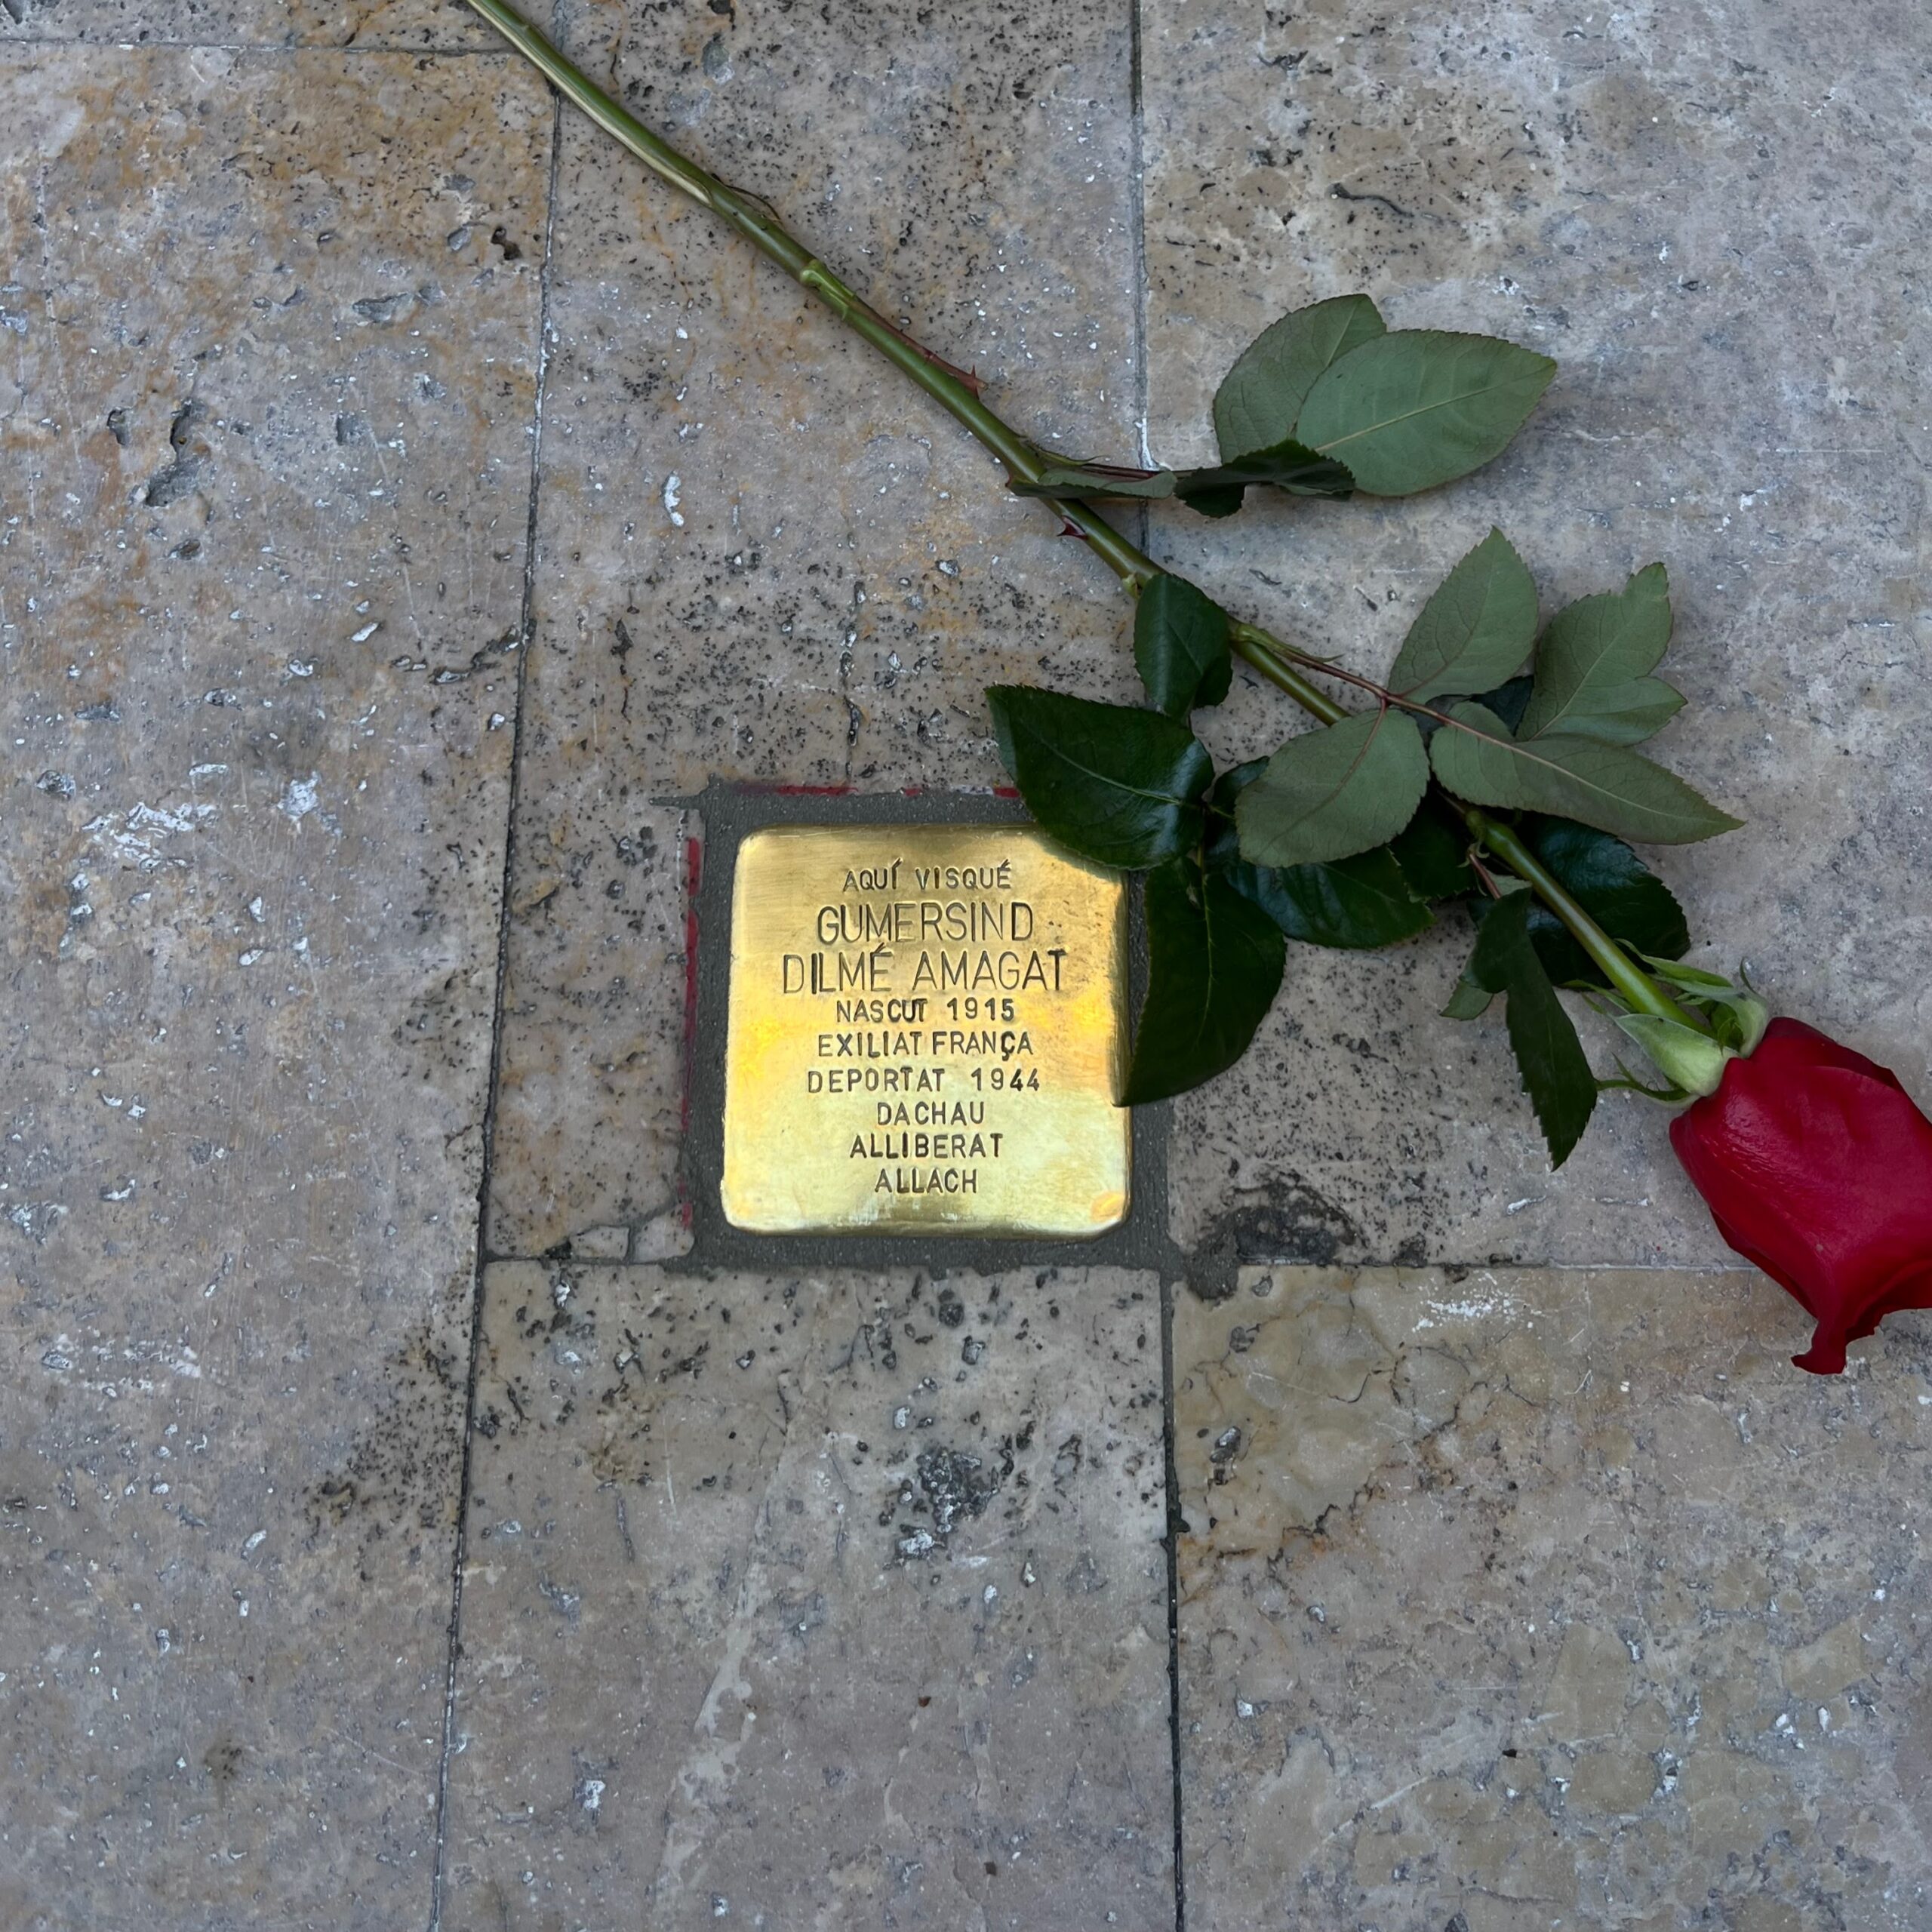 AQUÍ VISQUÉ
GUMERSIND
DILMÉ AMAGAT
NASCUT 1915
EXILIAT FRANÇA
DEPORTAT 1944
DACHAU
ALLIBERAT
ALLACH